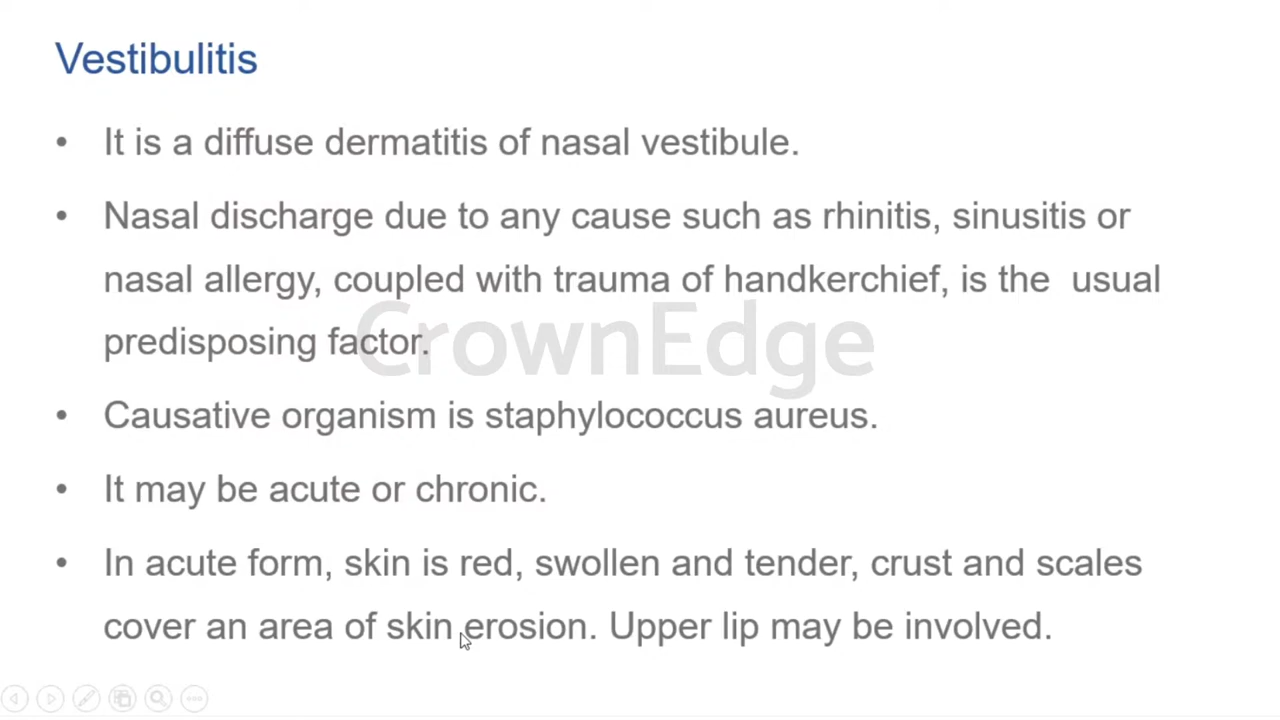 Vestibulitis
• It is a diffuse dermatitis of nasal vestibule.
• Nasal discharge due to any cause such as rhinitis, sinusitis or
nasal allergy, coupled with trauma of handkerchief, is the usual
predisposing factor.
CrownEdge
• Causative organism is staphylococcus aureus.
• It may be acute or chronic.
• In acute form, skin is red, swollen and tender, crust and scales
cover an area of skin erosion. Upper lip may be involved.